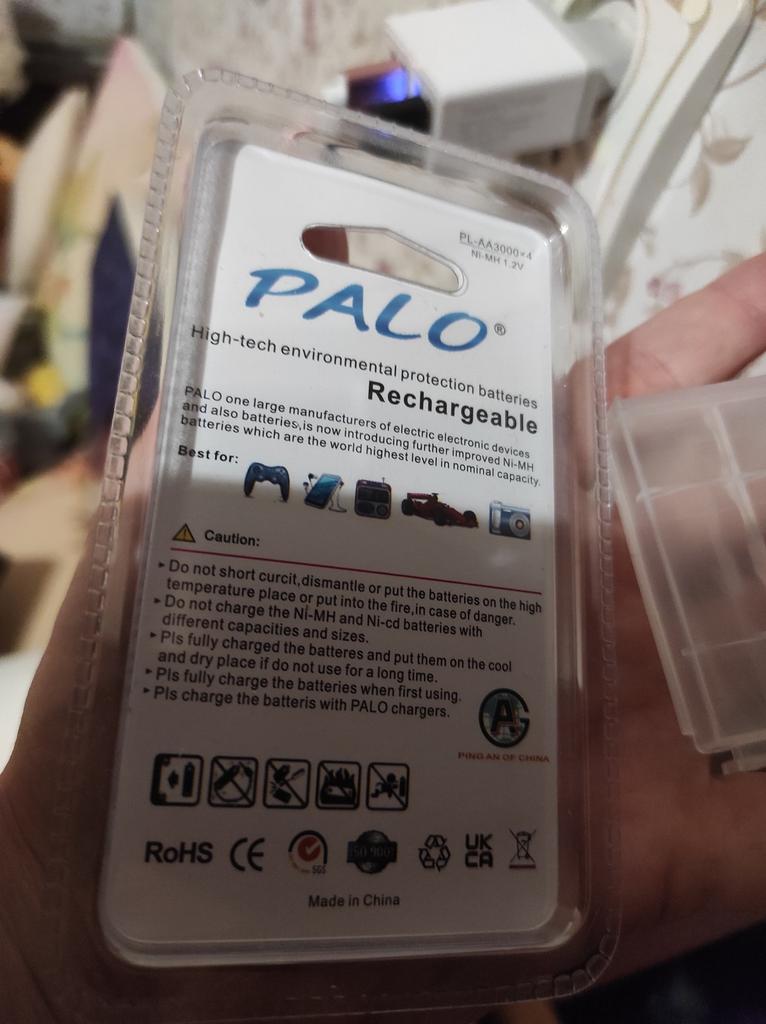 PL-AA3000×4
NI-MH 1.2V
PALO®
High-tech environmental protection batteries
Rechargeable
PALO one large manufacturers of electric electronic devices
and also batteries,is now introducing further improved Ni-MH
batteries which are the world highest level in nominal capacity.
Best for:
Caution:
▸ Do not short curcit,dismantle or put the batteries on the high
temperature place or put into the fire,in case of danger.
▸ Do not charge the Ni-MH and Ni-cd batteries with
different capacities and sizes.
▸ Pls fully charged the batteres and put them on the cool
and dry place if do not use for a long time.
▸ Pls fully charge the batteries when first using.
▸ Pls charge the batteris with PALO chargers.
A
PING AN OF CHINA
RoHS CE SGS ISO 9001 UK
CA
Made in China